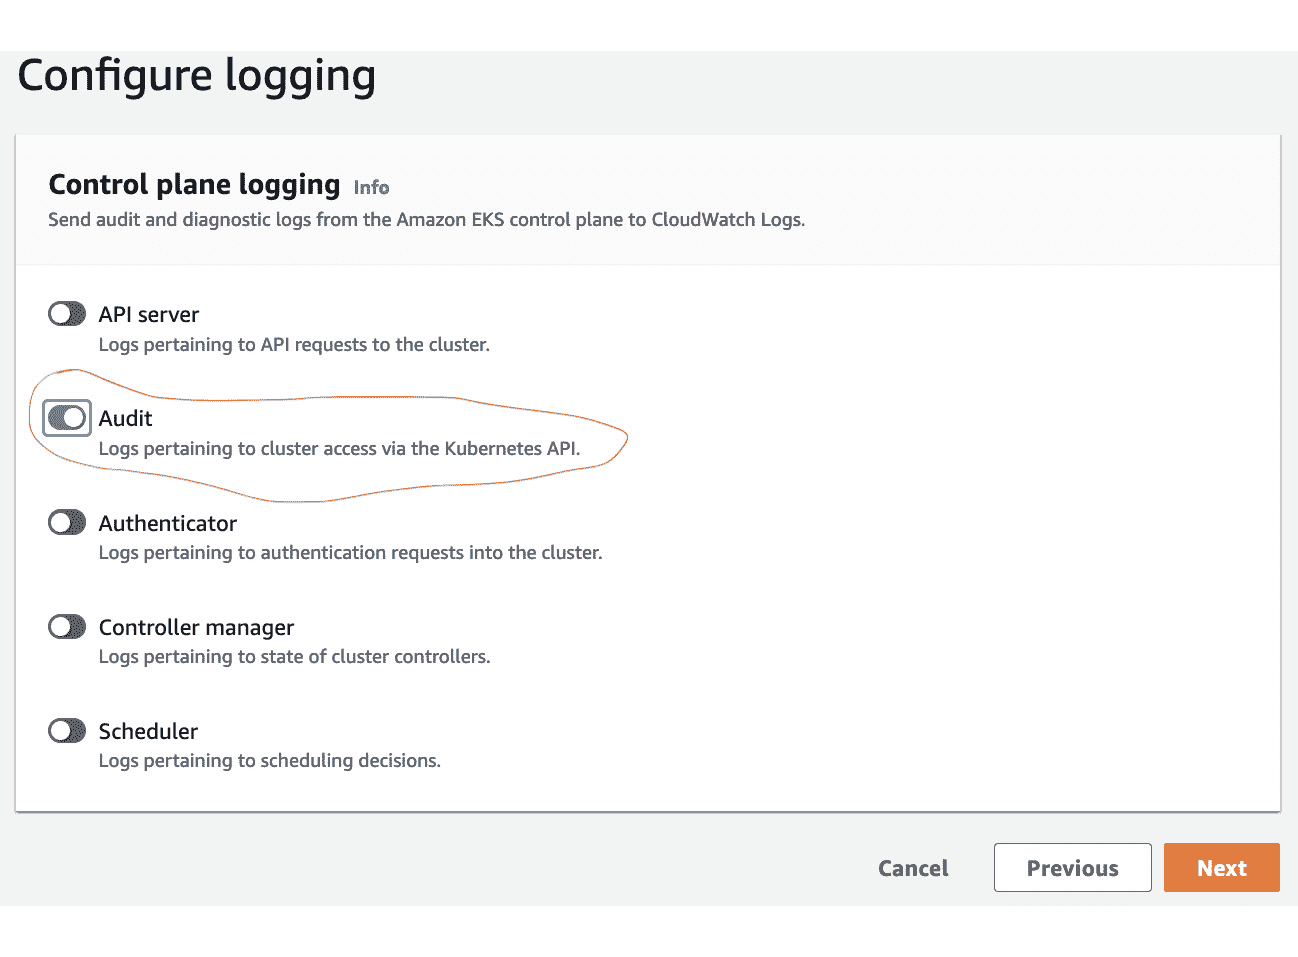 Configure logging
Control plane logging Info
Send audit and diagnostic logs from the Amazon EKS control plane to CloudWatch Logs.
API server
Logs pertaining to API requests to the cluster.
Audit
Logs pertaining to cluster access via the Kubernetes API.
Authenticator
Logs pertaining to authentication requests into the cluster.
Controller manager
Logs pertaining to state of cluster controllers.
Scheduler
Logs pertaining to scheduling decisions.
Cancel Previous Next